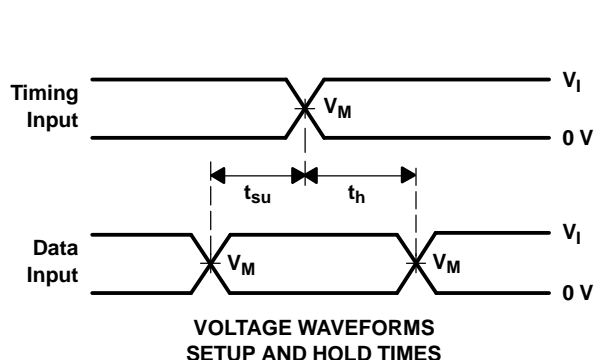 Timing
Input
V_M
V_I
0 V
t_su
t_h
Data
Input
V_M
V_M
V_I
0 V
VOLTAGE WAVEFORMS
SETUP AND HOLD TIMES